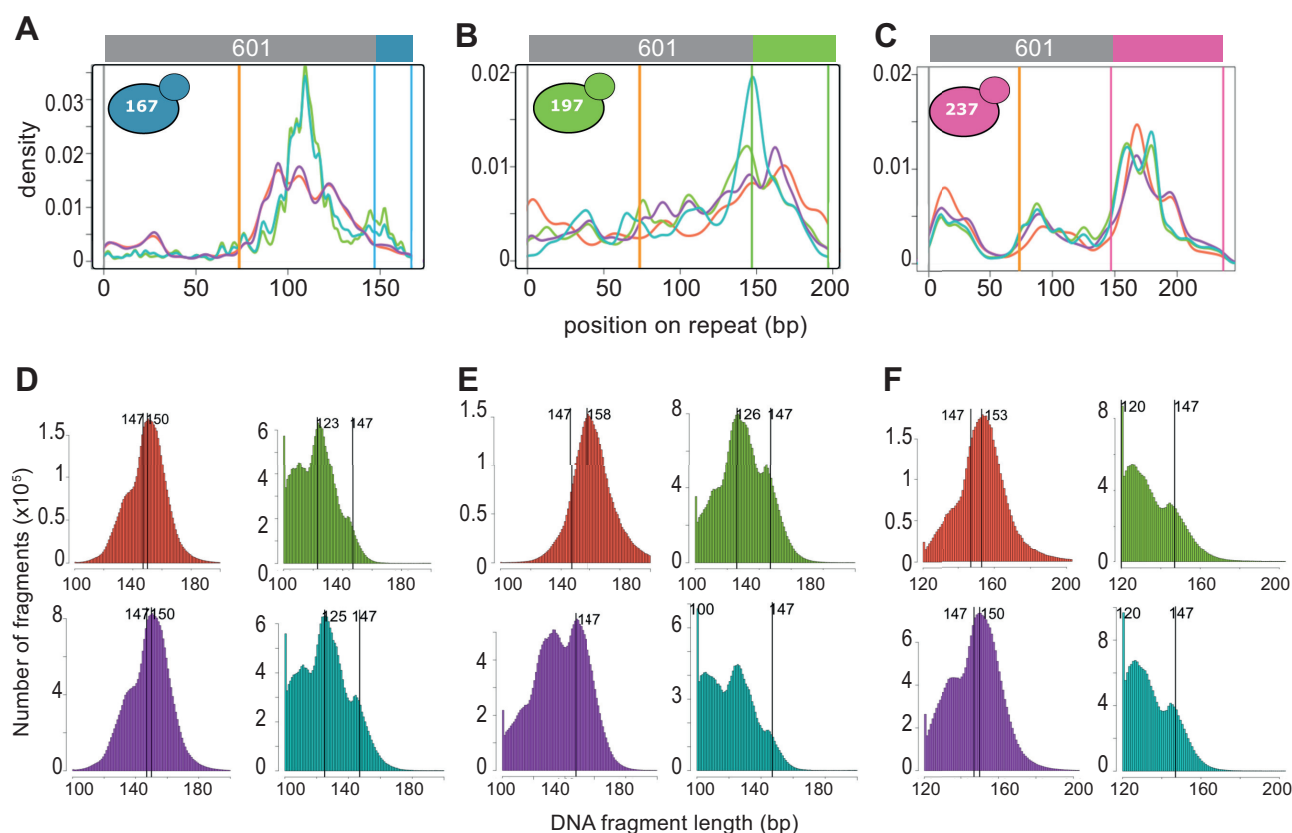 A
B
C
601
601
601
0.03
0.02
0.01
0
density
167
0.02
0.01
0
197
0.02
0.01
0
237
0 50 100 150
0 50 100 150 200
0 50 100 150 200
position on repeat (bp)
D
E
F
147 150
1.5
1
0.5
0
100 140 180
123 147
6
4
2
0
100 140 180
147 158
1.5
1
0.5
0
100 140 180
126 147
8
4
0
100 140 180
147 153
1.5
1
0.5
0
120 160 200
120 147
8
4
0
120 160 200
Number of fragments (x10⁵)
147 150
8
4
0
100 140 180
125 147
6
4
2
0
100 140 180
147
4
2
0
100 140 180
100 147
6
3
0
100 140 180
147 150
6
4
2
0
120 160 200
120 147
8
4
0
120 160 200
DNA fragment length (bp)